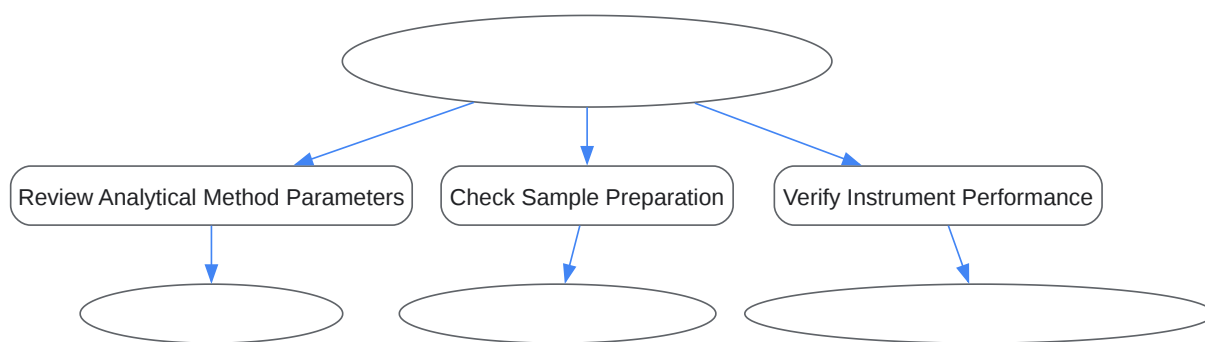 Review Analytical Method Parameters
Check Sample Preparation
Verify Instrument Performance